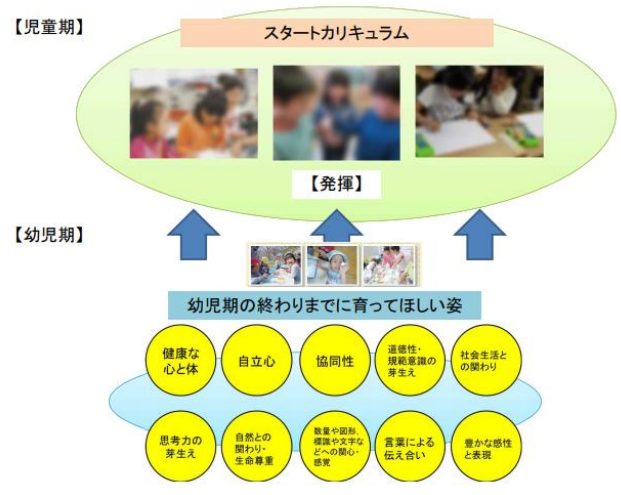 【児童期】
スタートカリキュラム
【発揮】
【幼児期】
幼児期の終わりまでに育ってほしい姿
健康な
心と体
自立心
協同性
道徳性・
規範意識の
芽生え
社会生活と
の関わり
思考力の
芽生え
自然との
関わり・
生命尊重
数量や図形、
標識や文字な
どへの関心・
感覚
言葉による
伝え合い
豊かな感性
と表現